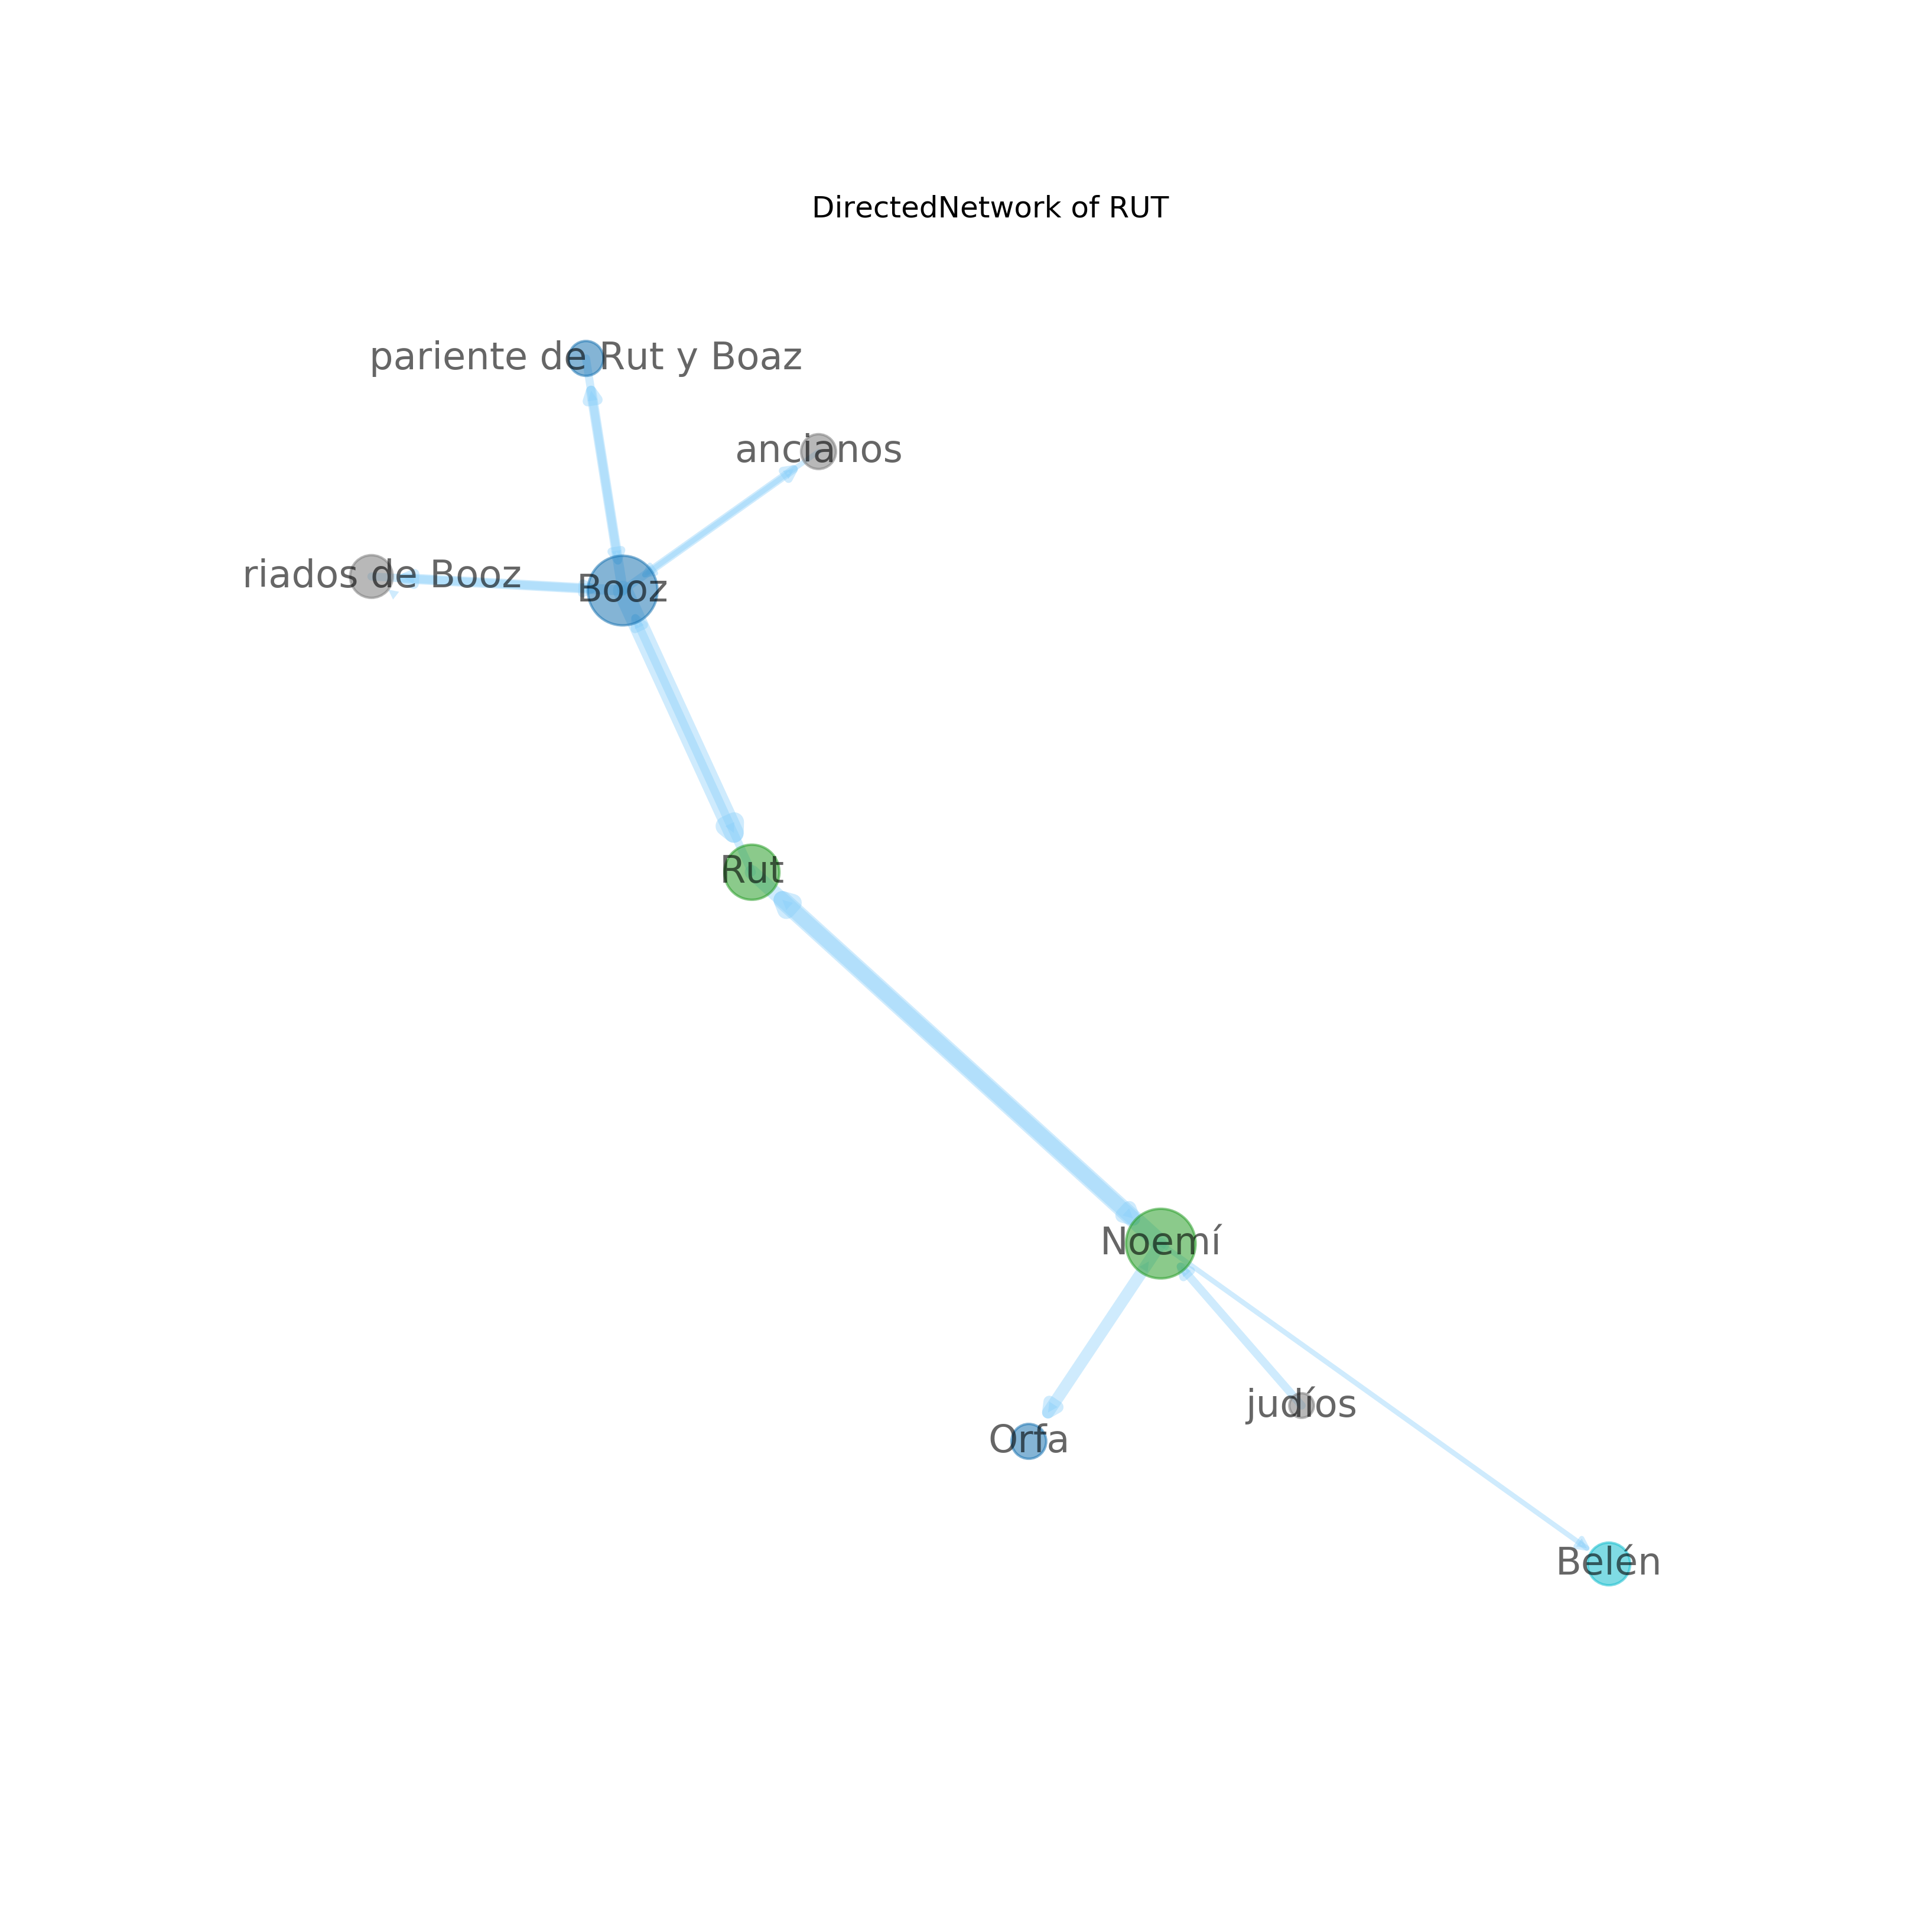 DirectedNetwork of RUT
pariente de Rut y Boaz
ancianos
riados de Booz
Booz
Rut
Noemí
judíos
Orfa
Belén